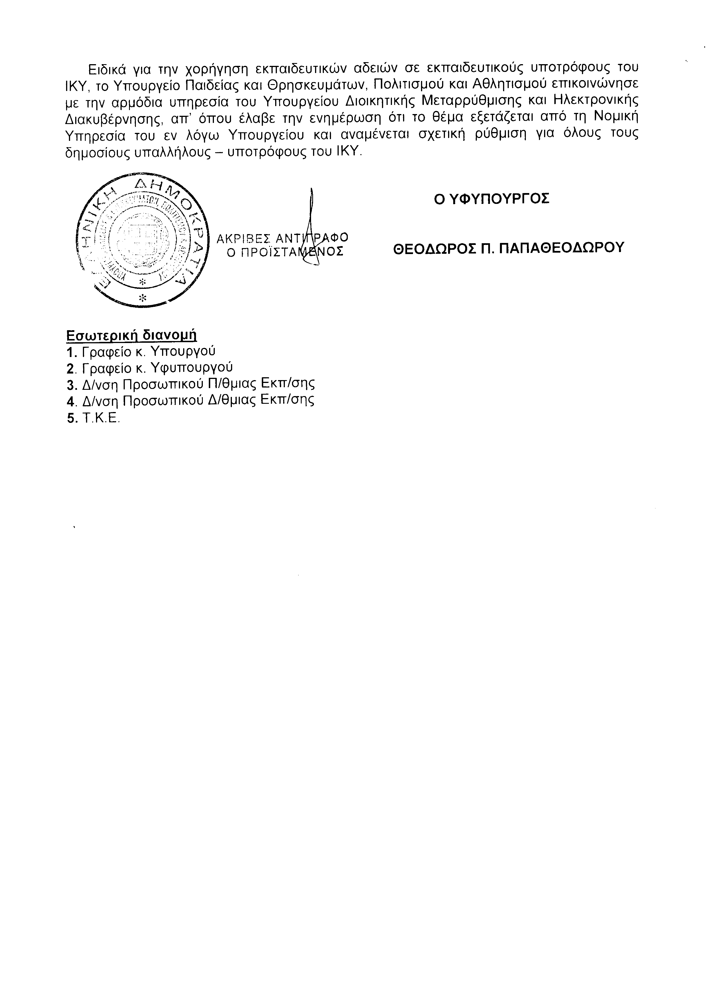 Ειδικά για την χορήγηση εκπαιδευτικών αδειών σε εκπαιδευτικούς υποτρόφους του
ΙΚΥ, το Υπουργείο Παιδείας και Θρησκευμάτων, Πολιτισμού και Αθλητισμού επικοινώνησε
με την αρμόδια υπηρεσία του Υπουργείου Διοικητικής Μεταρρύθμισης και Ηλεκτρονικής
Διακυβέρνησης, απ’ όπου έλαβε την ενημέρωση ότι το θέμα εξετάζεται από τη Νομική
Υπηρεσία του εν λόγω Υπουργείου και αναμένεται σχετική ρύθμιση για όλους τους
δημοσίους υπαλλήλους – υποτρόφους του ΙΚΥ.
ΕΛΛΗΝΙΚΗ ΔΗΜΟΚΡΑΤΙΑ
Ο ΥΦΥΠΟΥΡΓΟΣ
ΑΚΡΙΒΕΣ ΑΝΤΙΓΡΑΦΟ
Ο ΠΡΟΪΣΤΑΜΕΝΟΣ
ΘΕΟΔΩΡΟΣ Π. ΠΑΠΑΘΕΟΔΩΡΟΥ
Εσωτερική διανομή
1. Γραφείο κ. Υπουργού
2. Γραφείο κ. Υφυπουργού
3. Δ/νση Προσωπικού Π/θμιας Εκπ/σης
4. Δ/νση Προσωπικού Δ/θμιας Εκπ/σης
5. Τ.Κ.Ε.